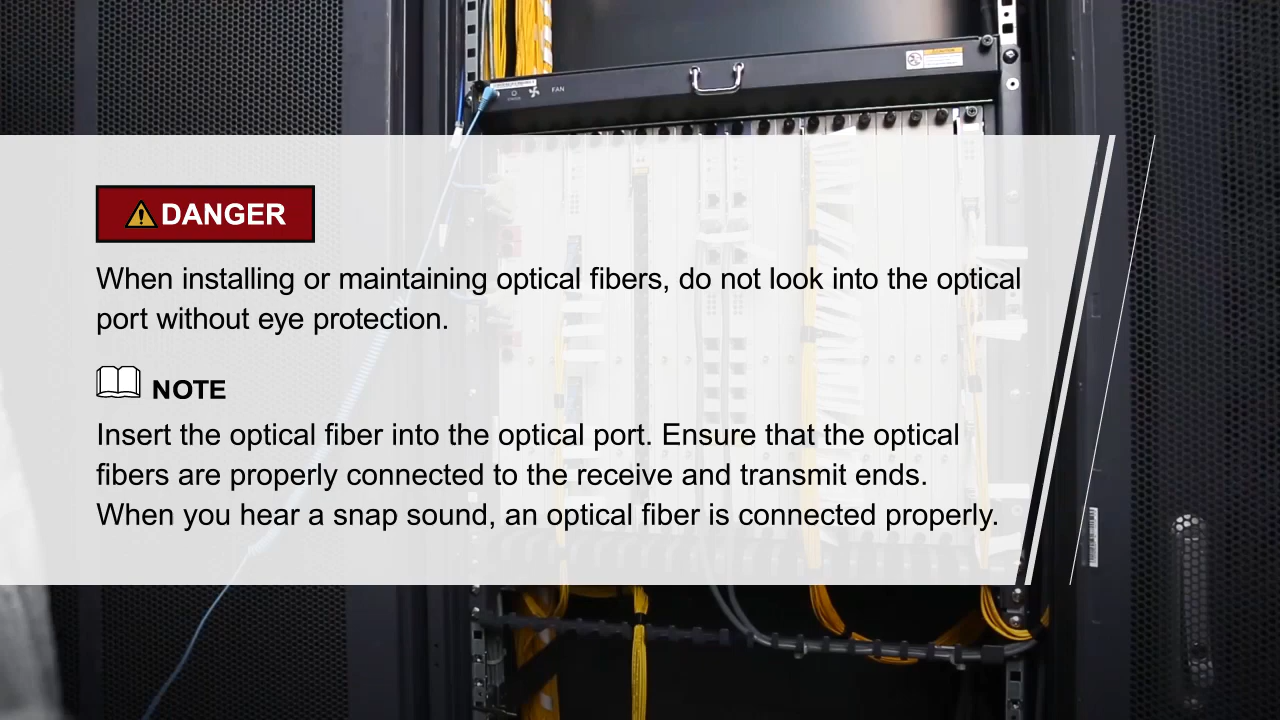 FAN
DANGER
When installing or maintaining optical fibers, do not look into the optical
port without eye protection.
NOTE
Insert the optical fiber into the optical port. Ensure that the optical
fibers are properly connected to the receive and transmit ends.
When you hear a snap sound, an optical fiber is connected properly.